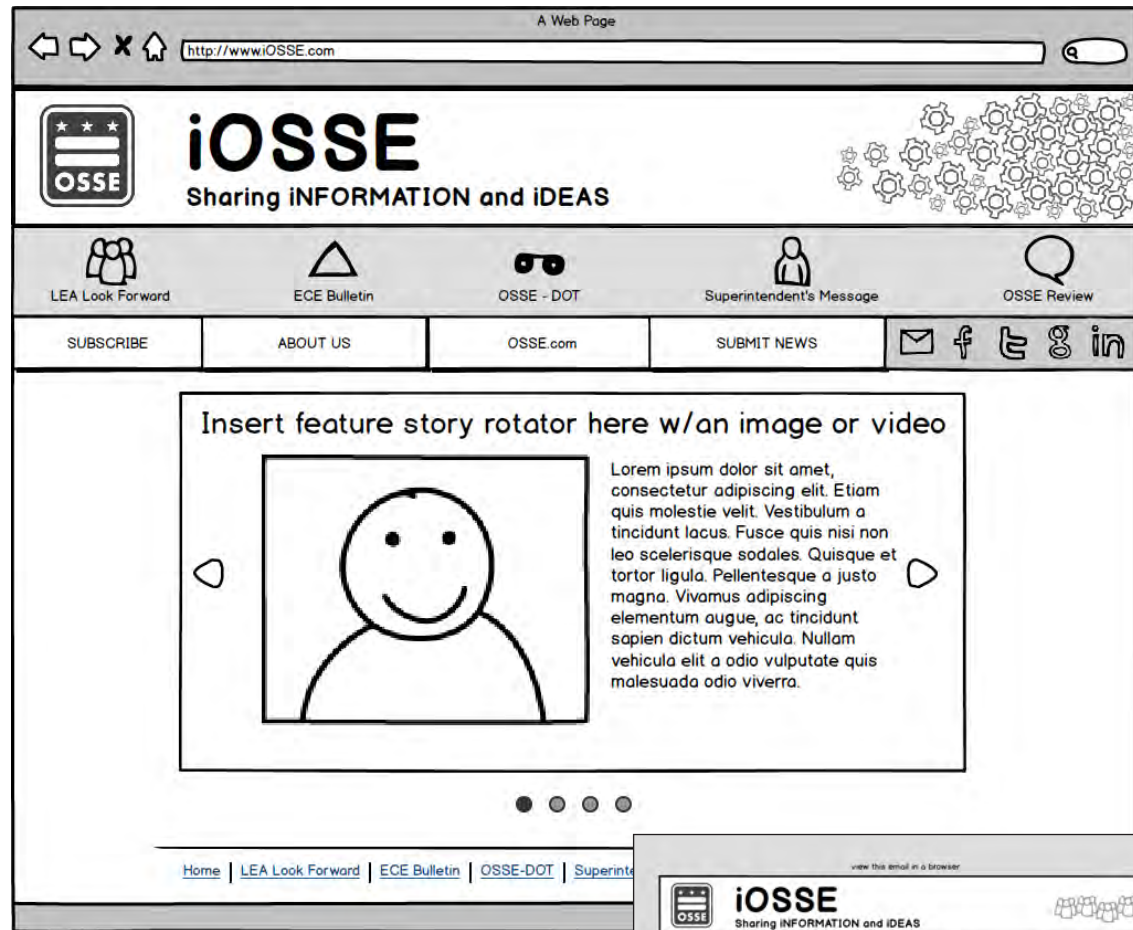 A Web Page
http://www.iOSSE.com
OSSE
iOSSE
Sharing iNFORMATION and iDEAS
LEA Look Forward
ECE Bulletin
OSSE - DOT
Superintendent's Message
OSSE Review
SUBSCRIBE
ABOUT US
OSSE.com
SUBMIT NEWS
Insert feature story rotator here w/an image or video
Lorem ipsum dolor sit amet,
consectetur adipiscing elit. Etiam
quis molestie velit. Vestibulum a
tincidunt lacus. Fusce quis nisi non
leo scelerisque sodales. Quisque et
tortor ligula. Pellentesque a justo
magna. Vivamus adipiscing
elementum augue, ac tincidunt
sapien dictum vehicula. Nullam
vehicula elit a odio vulputate quis
malesuada odio viverra.
Home | LEA Look Forward | ECE Bulletin | OSSE-DOT | Superinte
view this email in a browser
OSSE
iOSSE
Sharing iNFORMATION and iDEAS